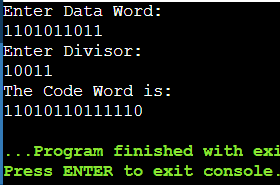 Enter Data Word:
1101011011
Enter Divisor:
10011
The Code Word is:
11010110111110
...Program finished with exi
Press ENTER to exit console.